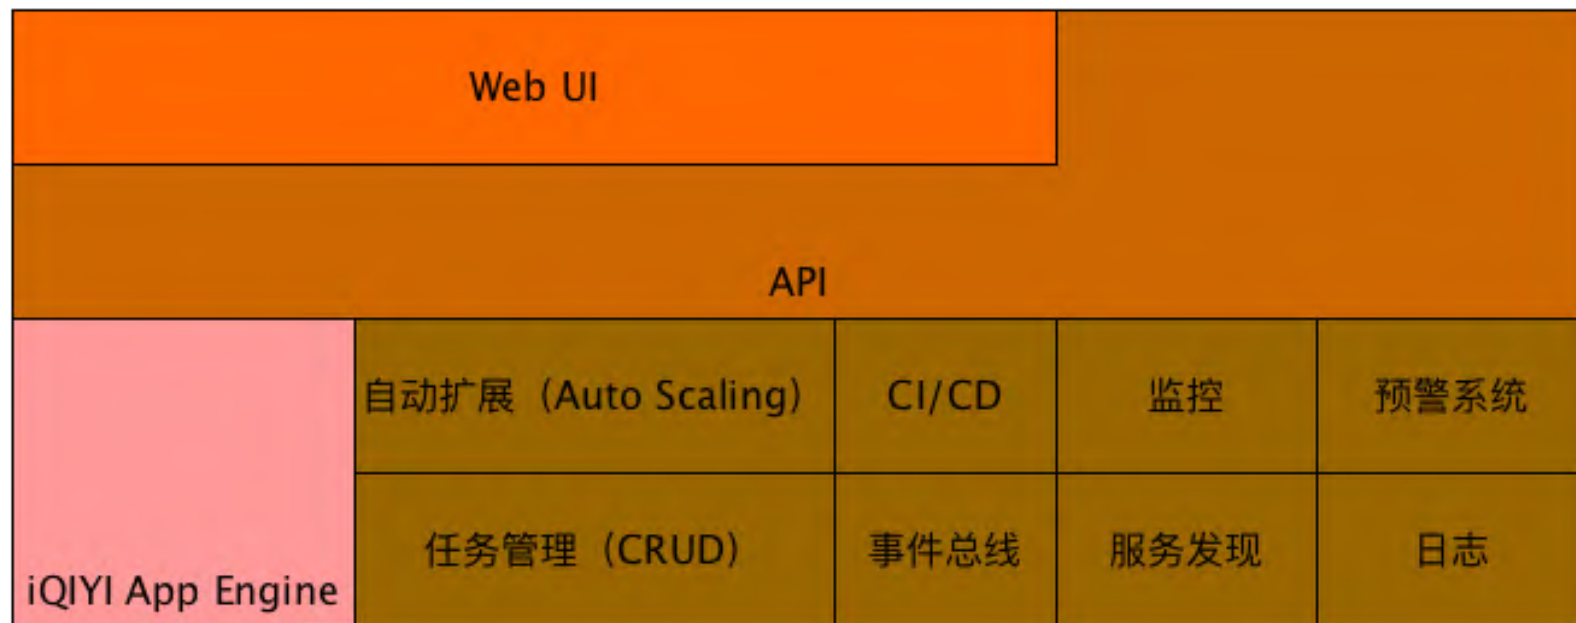 Web UI
API
自动扩展（Auto Scaling）
CI/CD
监控
预警系统
任务管理（CRUD）
事件总线
服务发现
日志
iQIYI App Engine